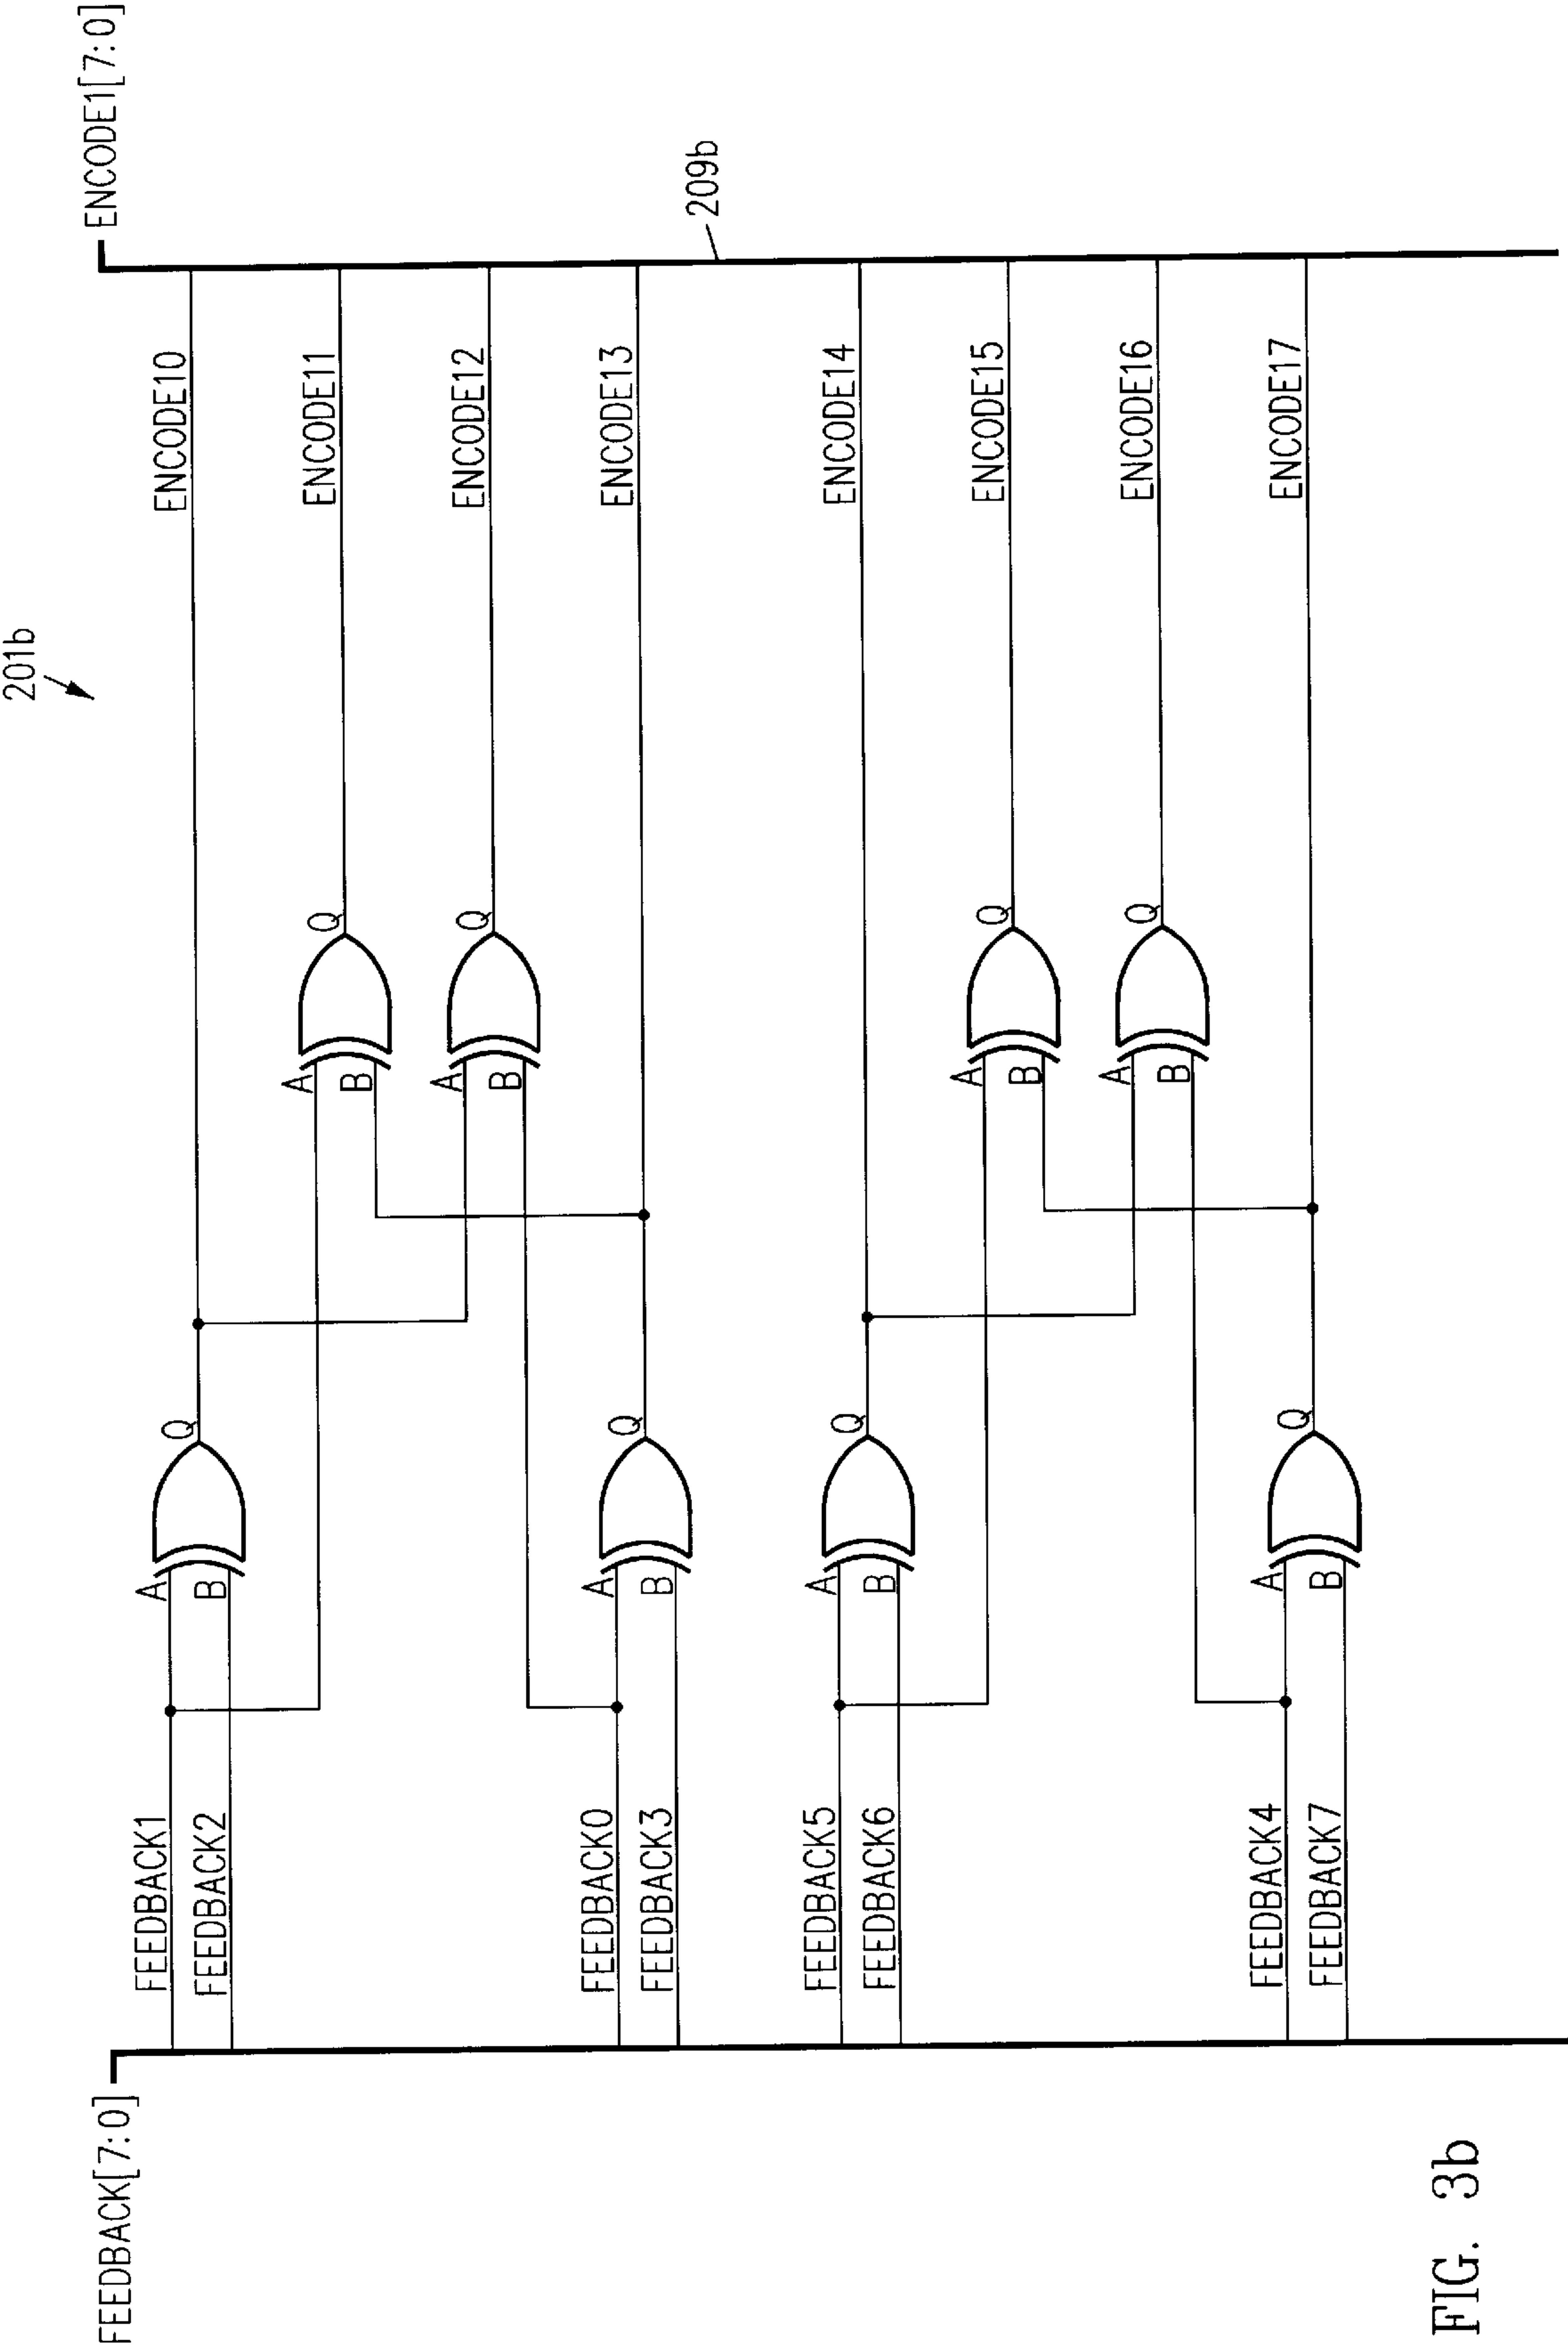 201b
FEEDBACK[7:0]
ENCODE1[7:0]
FEEDBACK1
A
Q
ENCODE10
FEEDBACK2
B
A
Q
ENCODE11
B
A
Q
ENCODE12
B
FEEDBACK0
A
Q
ENCODE13
FEEDBACK3
B
209b
FEEDBACK5
A
Q
ENCODE14
FEEDBACK6
B
A
Q
ENCODE15
B
A
Q
ENCODE16
B
FEEDBACK4
A
Q
ENCODE17
FEEDBACK7
B
FIG. 3b